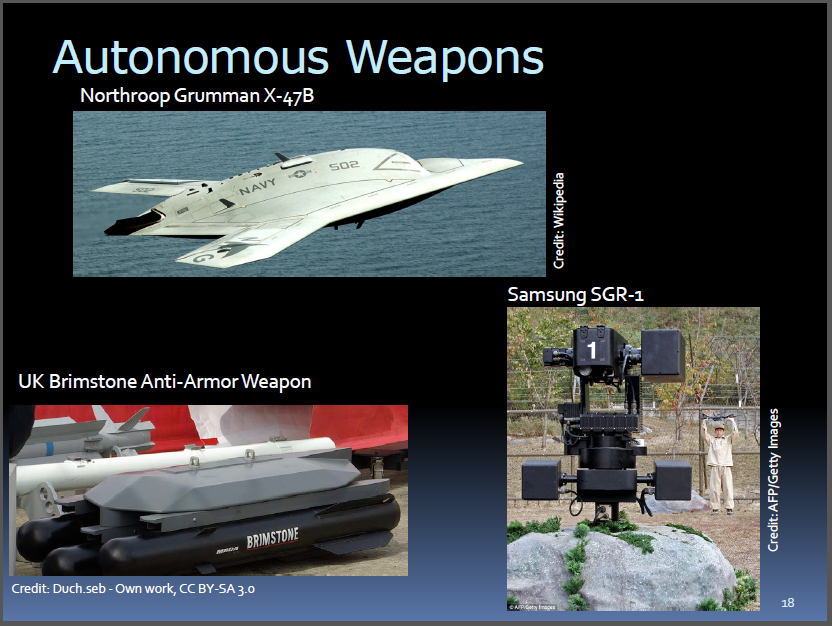 Autonomous Weapons
Northroop Grumman X-47B
502
NAVY
502
G
Credit: Wikipedia
Samsung SGR-1
1
Credit: AFP/Getty Images
© AFP/Getty Images
UK Brimstone Anti-Armor Weapon
MBDA BRIMSTONE
Credit: Duch.seb - Own work, CC BY-SA 3.0
18